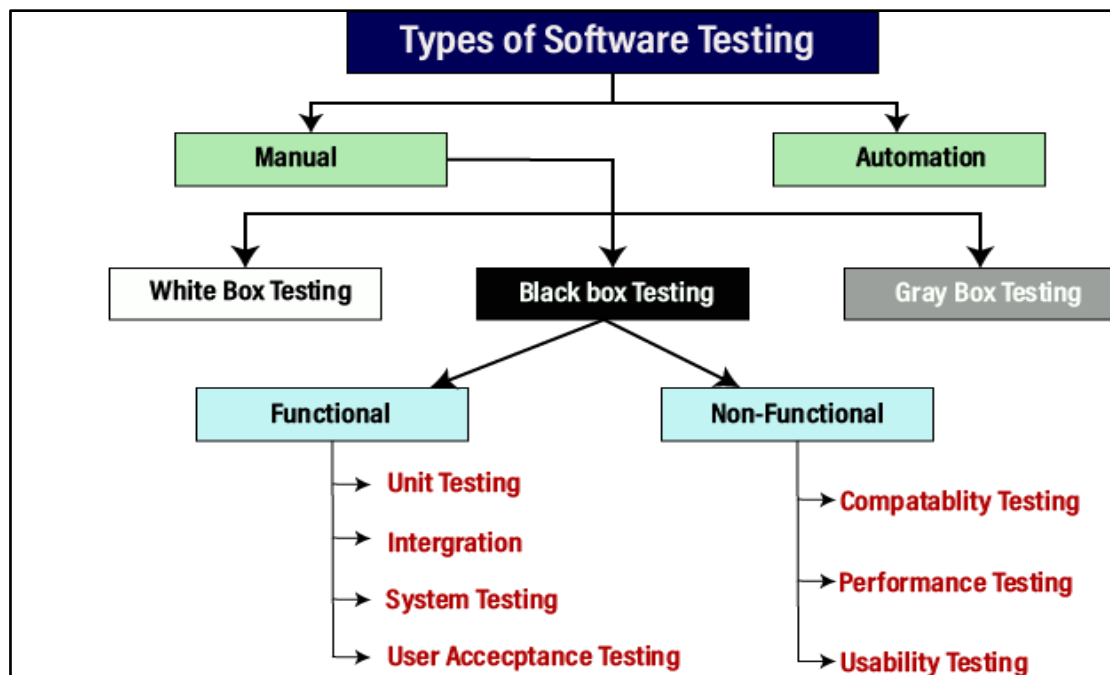 Types of Software Testing
Manual
Automation
White Box Testing
Black box Testing
Gray Box Testing
Functional
Non-Functional
Unit Testing
Intergration
System Testing
User Accecptance Testing
Compatablity Testing
Performance Testing
Usability Testing